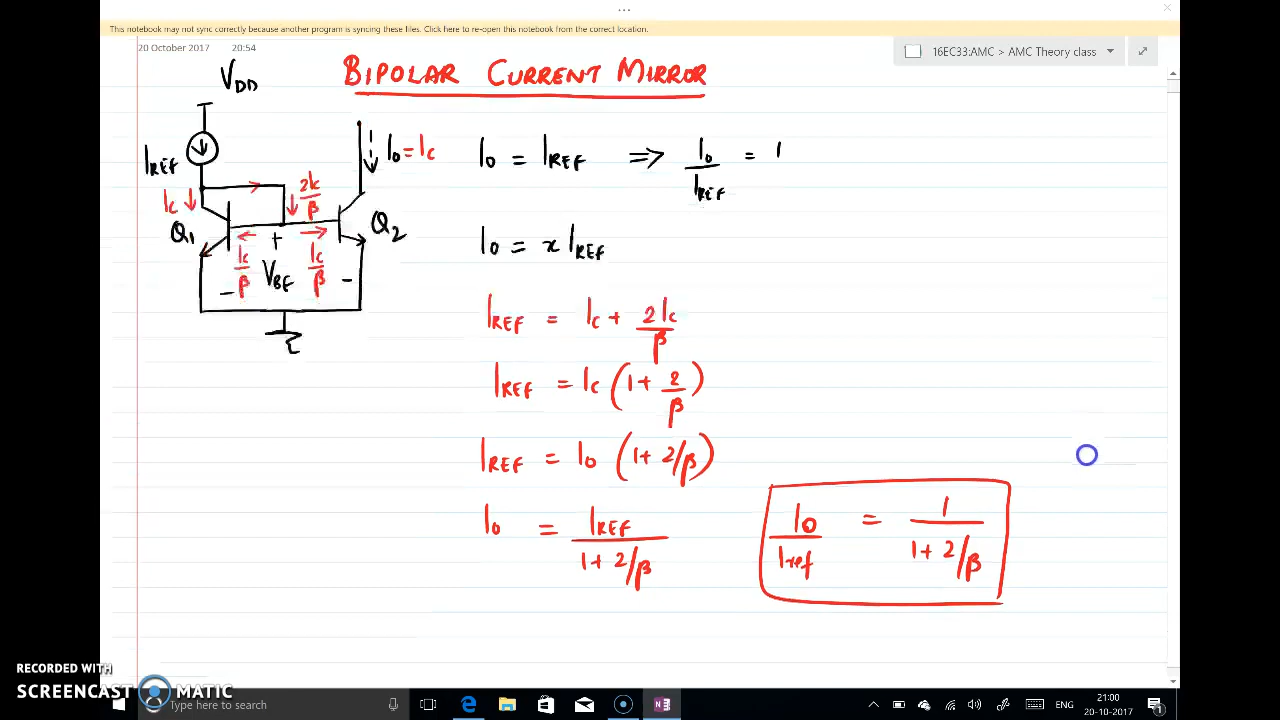 This notebook may not sync correctly because another program is syncing these files. Click here to re-open this notebook from the correct location.
20 October 2017 20:54
16EC33:AMC > AMC Theory class
BIPOLAR CURRENT MIRROR
VDD
IREF
IC
Q1
2IC/β
IC/β
IC/β
+
VBE
−
−
IO = IC
Q2
IO = IREF ⇒ IO/IREF = 1
IO = x IREF
IREF = IC + 2IC/β
IREF = IC (1 + 2/β)
IREF = IO (1 + 2/β)
IO = IREF/(1 + 2/β)
IO/Iref = 1/(1 + 2/β)
RECORDED WITH
SCREENCAST MATIC
Type here to search
ENG
21:00
20-10-2017
1